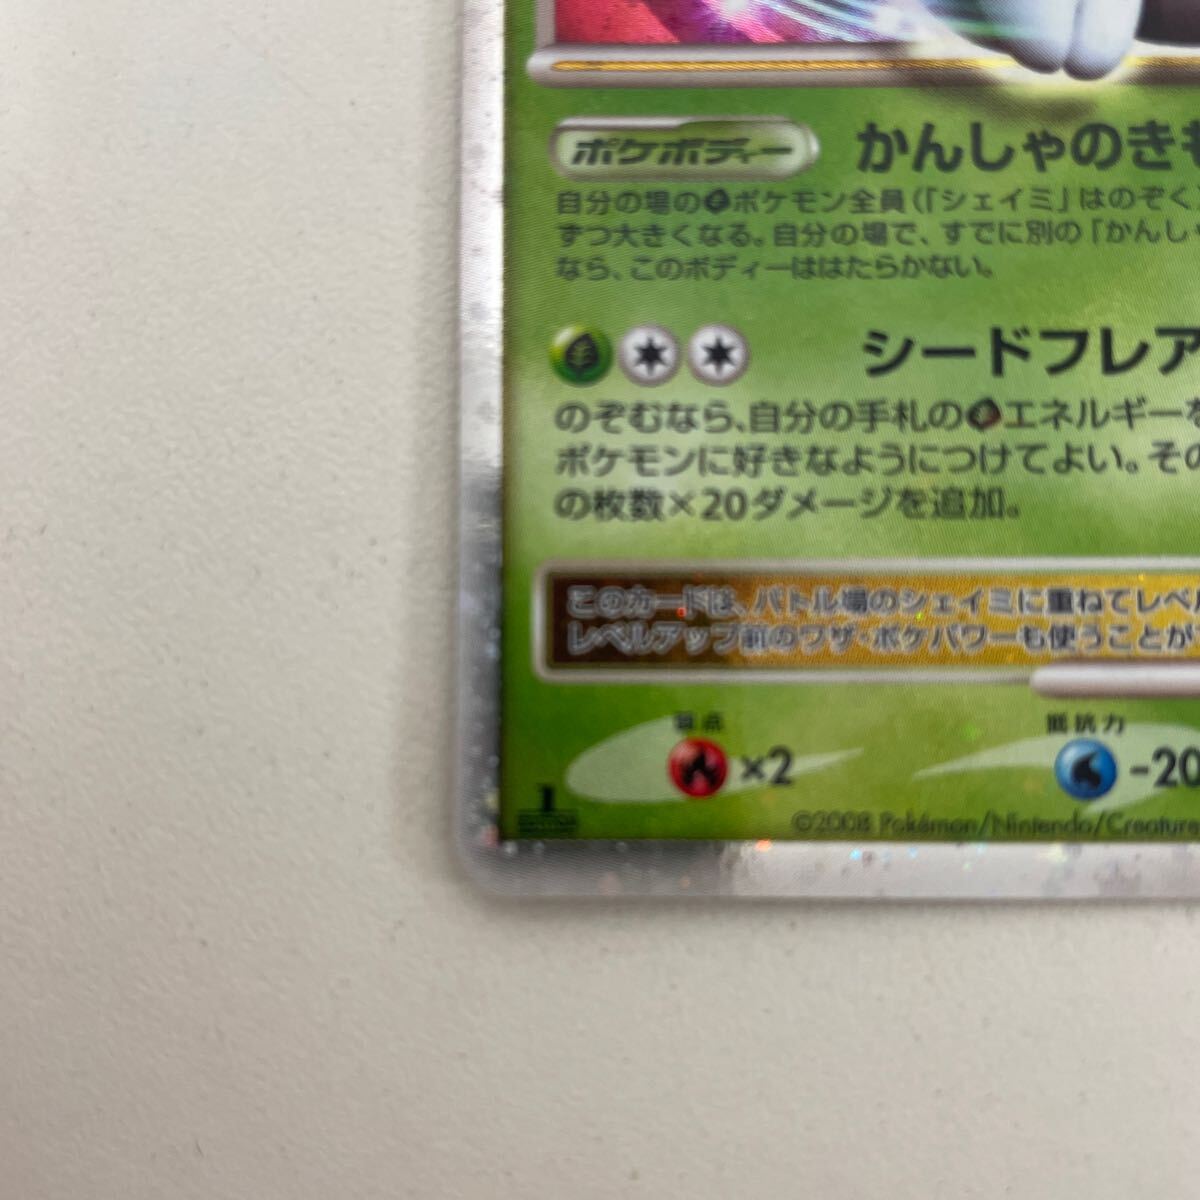 ポケボディー かんしゃのきも
自分の場のポケモン全員（「シェイミ」はのぞく
ずつ大きくなる。自分の場で、すでに別の「かんしゃ
なら、このボディーははたらかない。
シードフレア
のぞむなら、自分の手札のエネルギーを
ポケモンに好きなようにつけてよい。その
の枚数×20ダメージを追加。
このカードは、バトル場のシェイミに重ねてレベル
レベルアップ前のワザ・ポケパワーも使うことが
弱点 抵抗力
×2 -20
1
EDITION
©2008 Pokémon/Nintendo/Creature